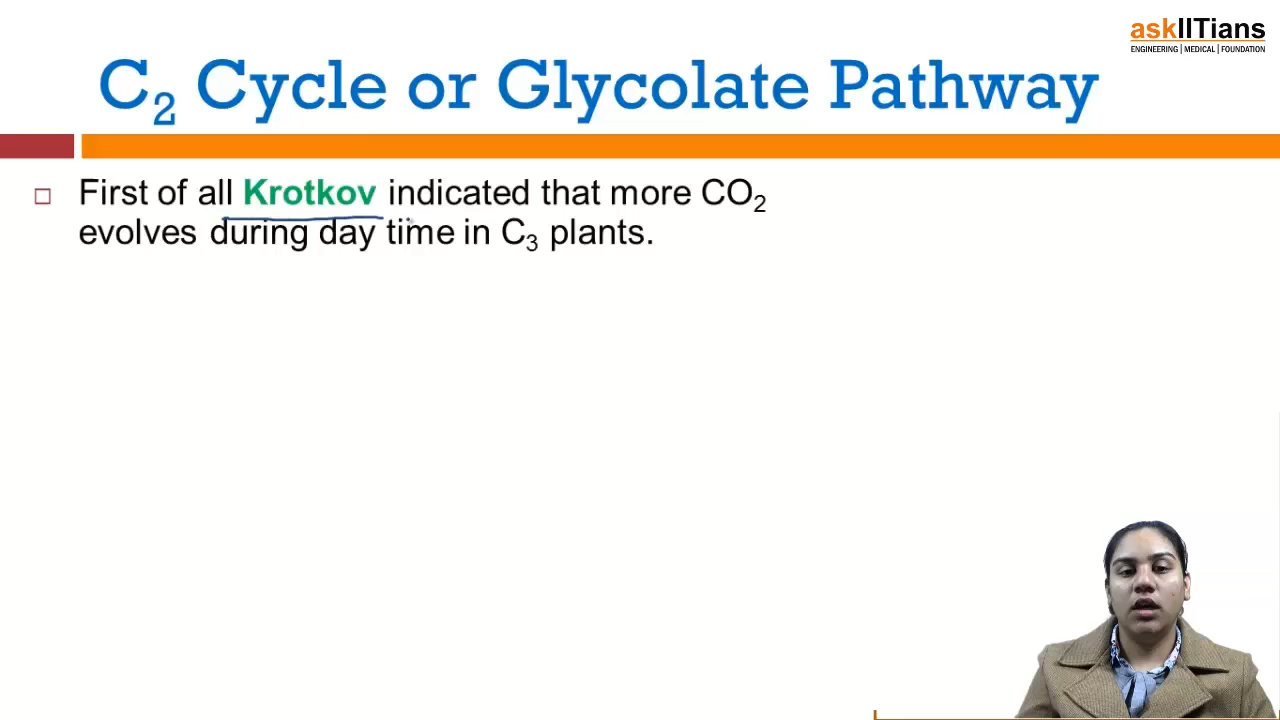 askIITians
ENGINEERING | MEDICAL | FOUNDATION
C₂ Cycle or Glycolate Pathway
First of all Krotkov indicated that more CO₂
evolves during day time in C₃ plants.